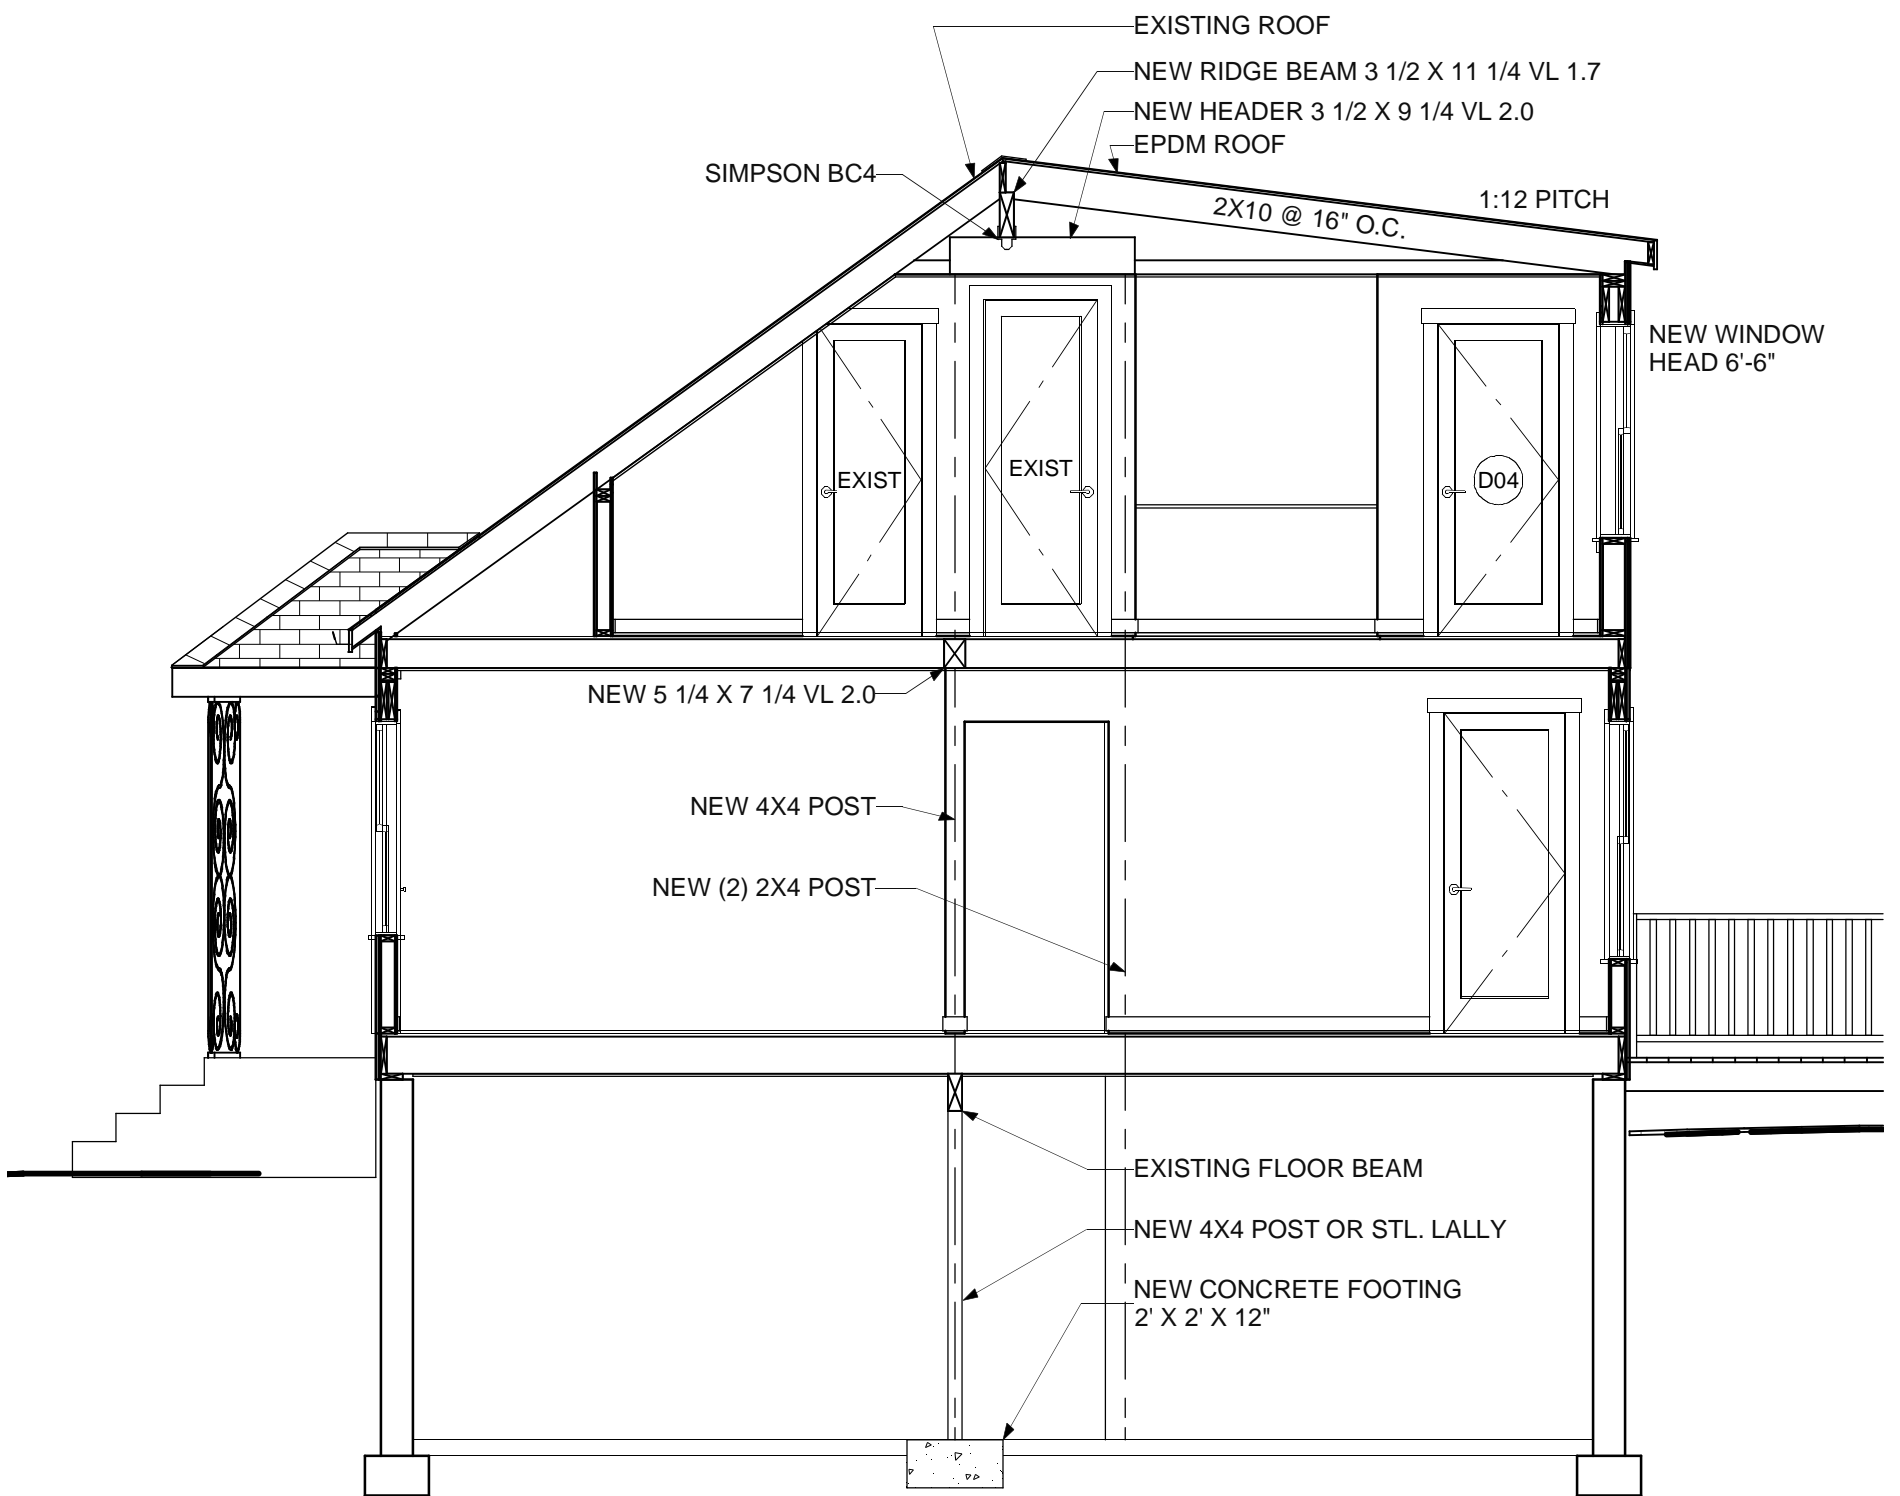 EXISTING ROOF
NEW RIDGE BEAM 3 1/2 X 11 1/4 VL 1.7
NEW HEADER 3 1/2 X 9 1/4 VL 2.0
EPDM ROOF
SIMPSON BC4
1:12 PITCH
2X10 @ 16" O.C.
NEW WINDOW
HEAD 6'-6"
EXIST
EXIST
D04
NEW 5 1/4 X 7 1/4 VL 2.0
NEW 4X4 POST
NEW (2) 2X4 POST
EXISTING FLOOR BEAM
NEW 4X4 POST OR STL. LALLY
NEW CONCRETE FOOTING
2' X 2' X 12"